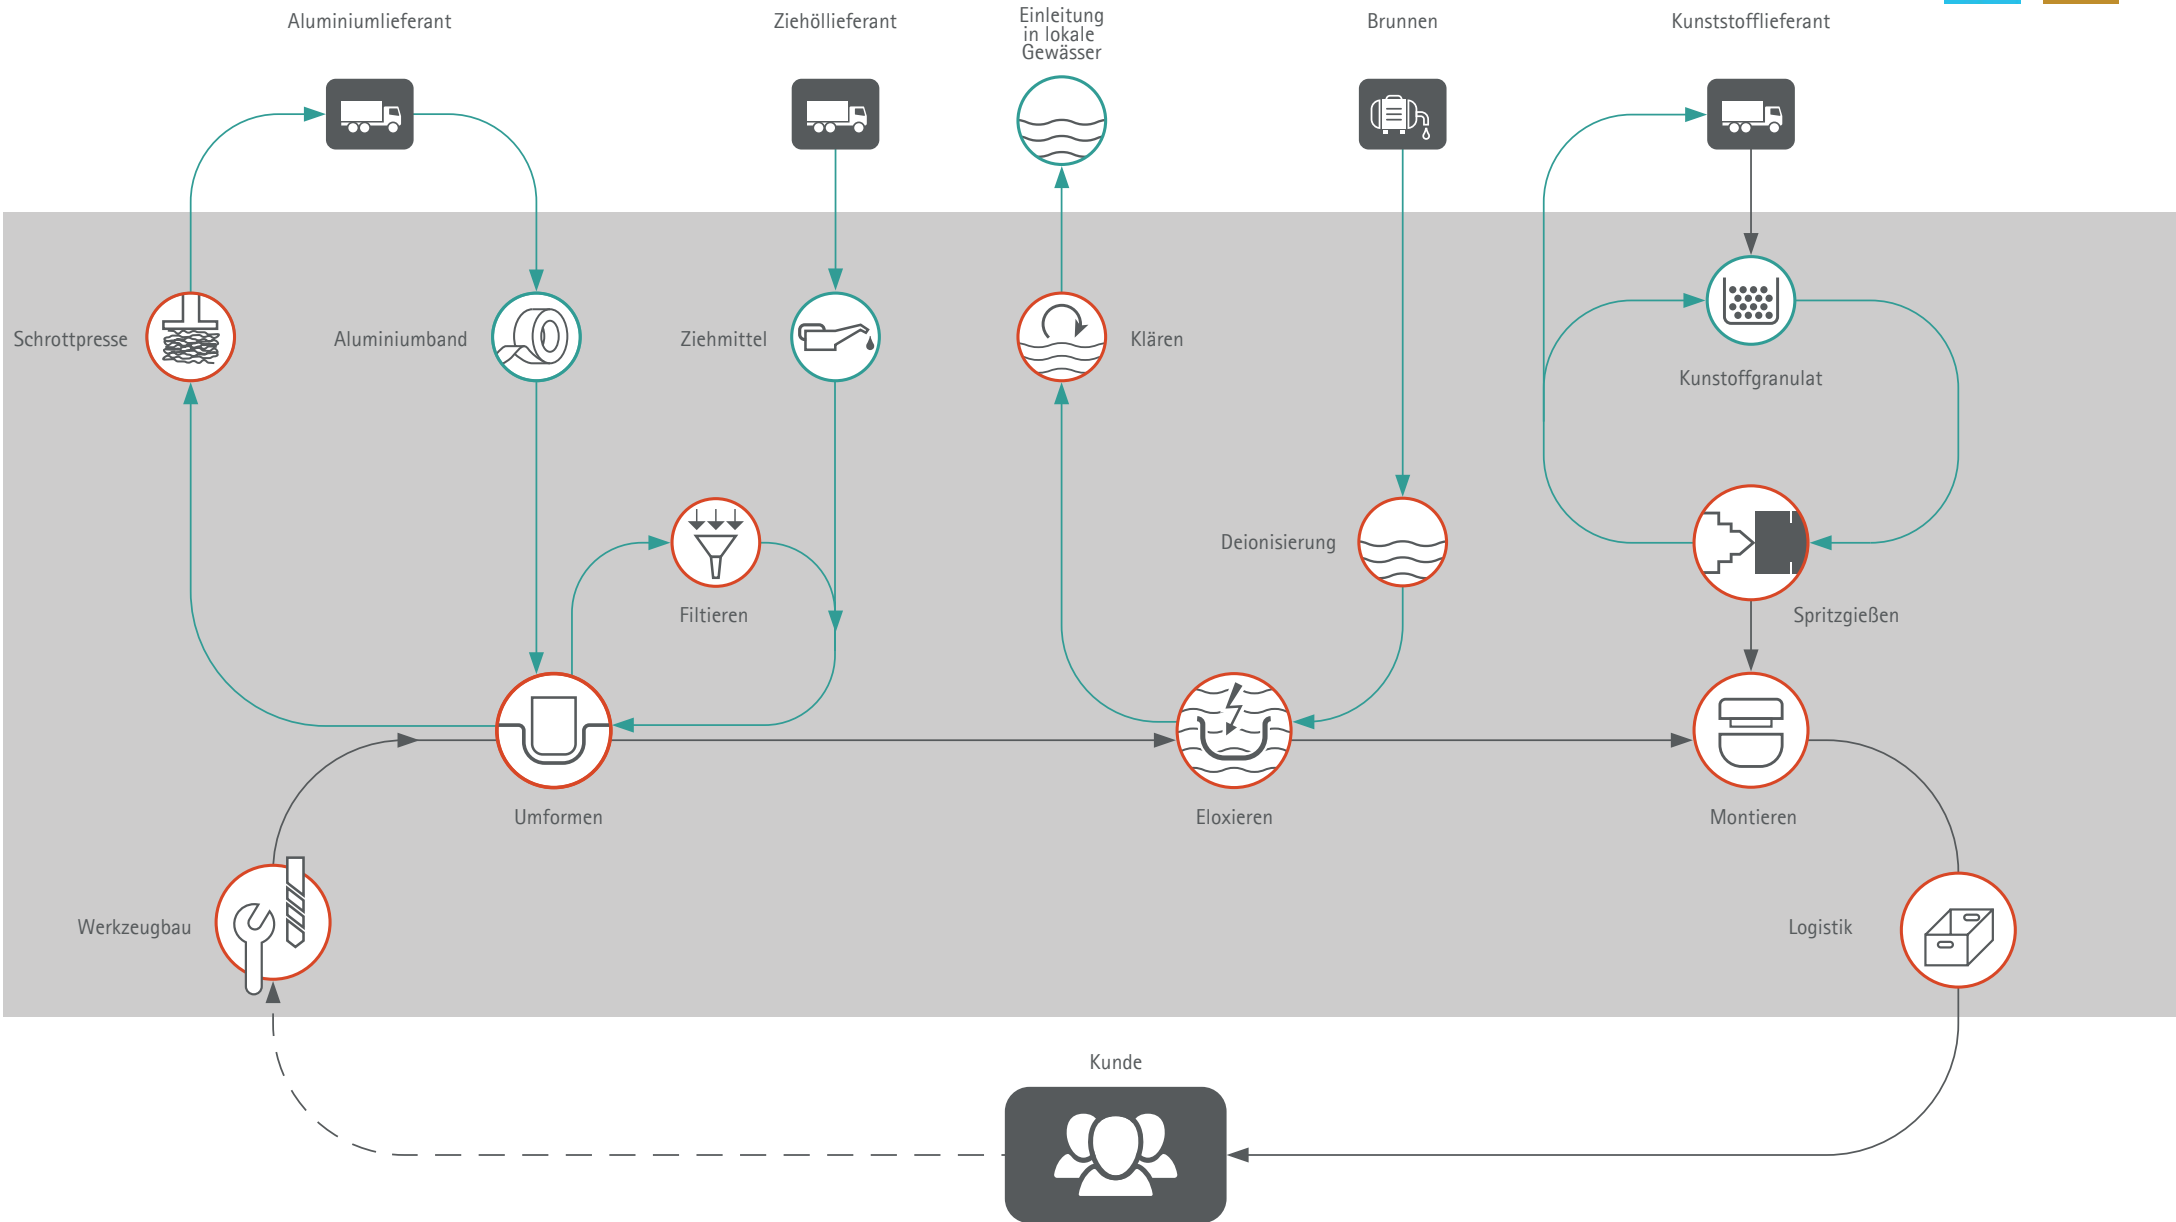 Aluminiumlieferant
Ziehöllieferant
Einleitung
in lokale
Gewässer
Brunnen
Kunststofflieferant
Schrottpresse
Aluminiumband
Ziehmittel
Klären
Kunstoffgranulat
Deionisierung
Filtieren
Spritzgießen
Umformen
Eloxieren
Montieren
Werkzeugbau
Logistik
Kunde